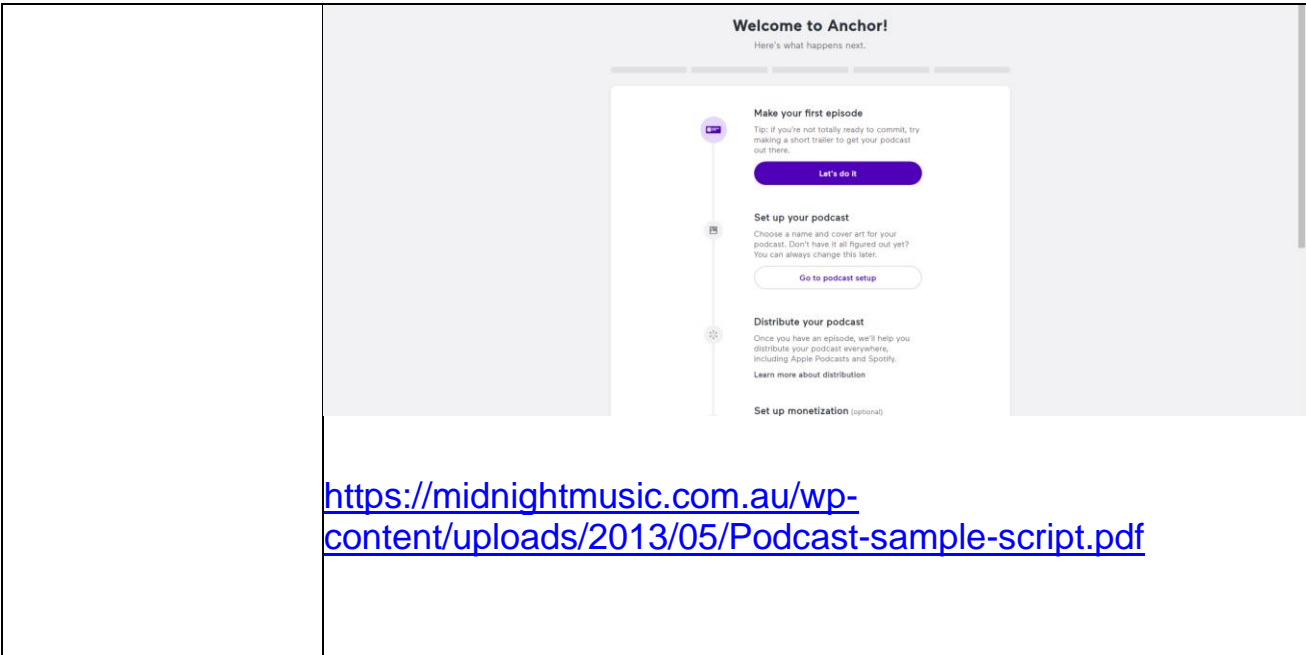 Welcome to Anchor!
Here's what happens next.
Make your first episode
Tip: if you're not totally ready to commit, try
making a short trailer to get your podcast
out there.
Let's do it
Set up your podcast
Choose a name and cover art for your
podcast. Don't have it all figured out yet?
You can always change this later.
Go to podcast setup
Distribute your podcast
Once you have an episode, we'll help you
distribute your podcast everywhere,
including Apple Podcasts and Spotify.
Learn more about distribution
Set up monetization (optional)
https://midnightmusic.com.au/wp-
content/uploads/2013/05/Podcast-sample-script.pdf